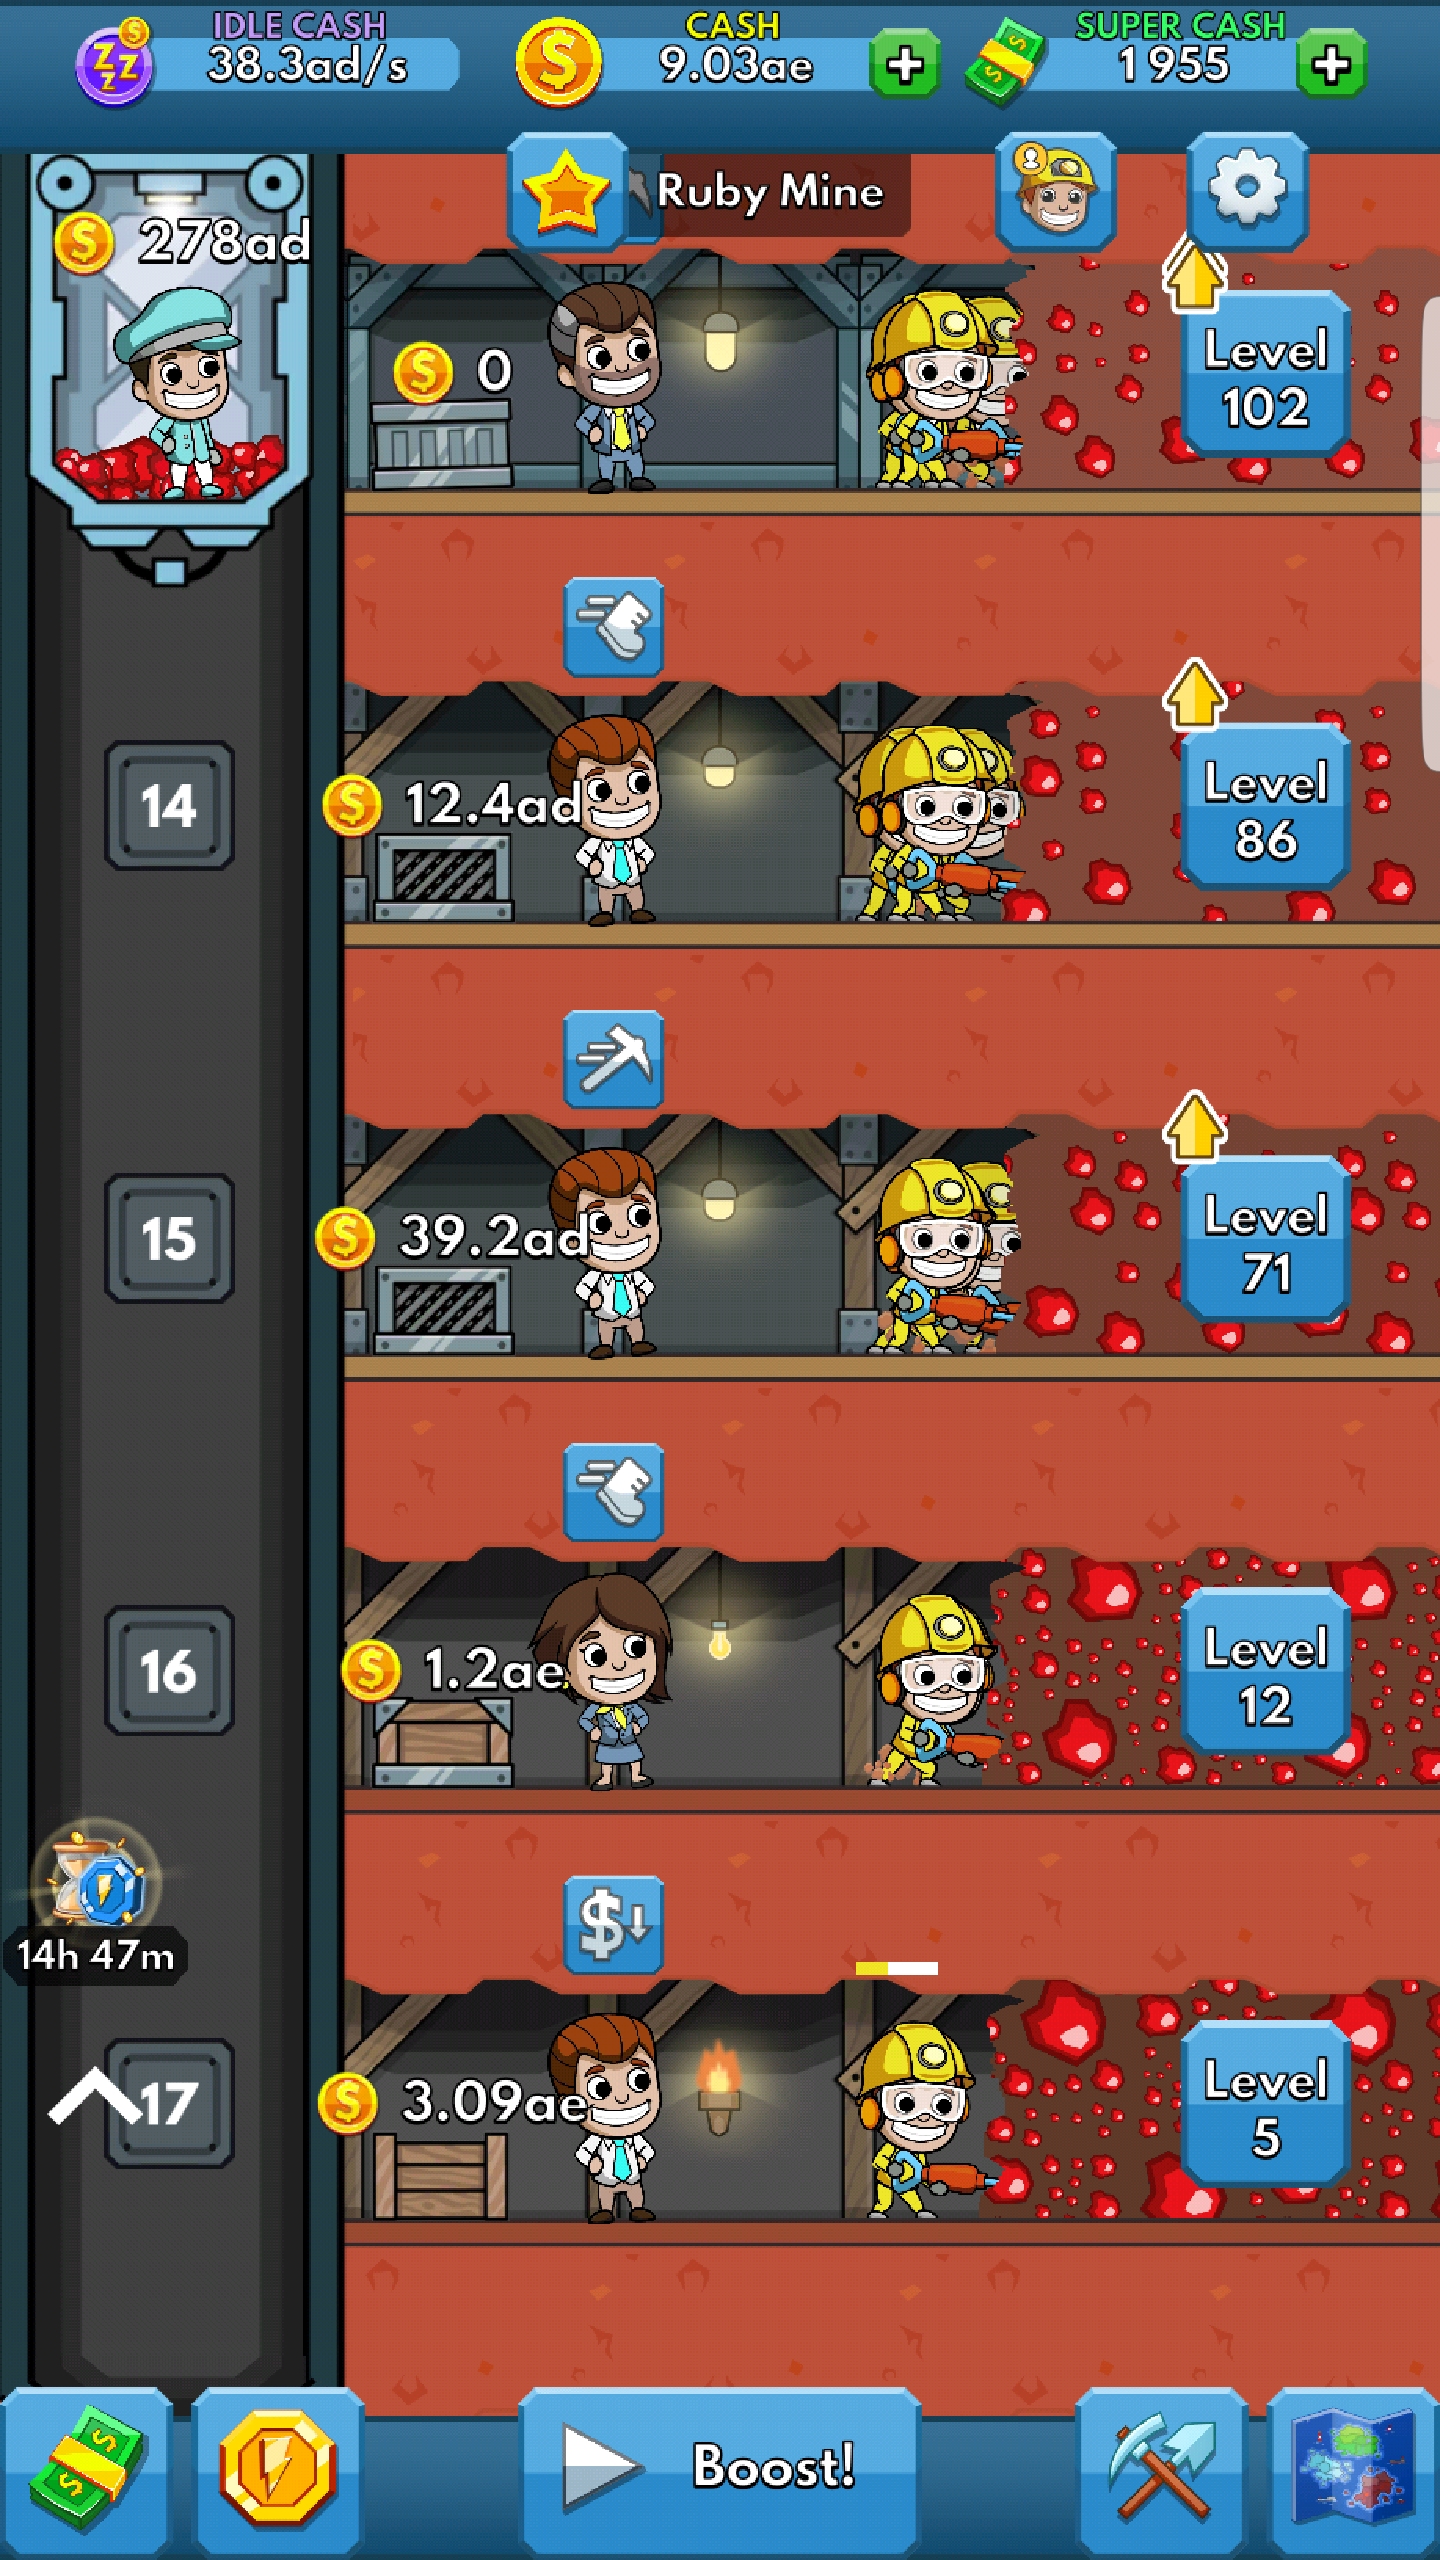 IDLE CASH
38.3ad/s
CASH
9.03ae
SUPER CASH
1 955
278ad
Ruby Mine
0
Level
102
14
12.4ad
Level
86
15
39.2ad
Level
71
16
1.2ae
Level
12
14h 47m
17
3.09ae
Level
5
Boost!